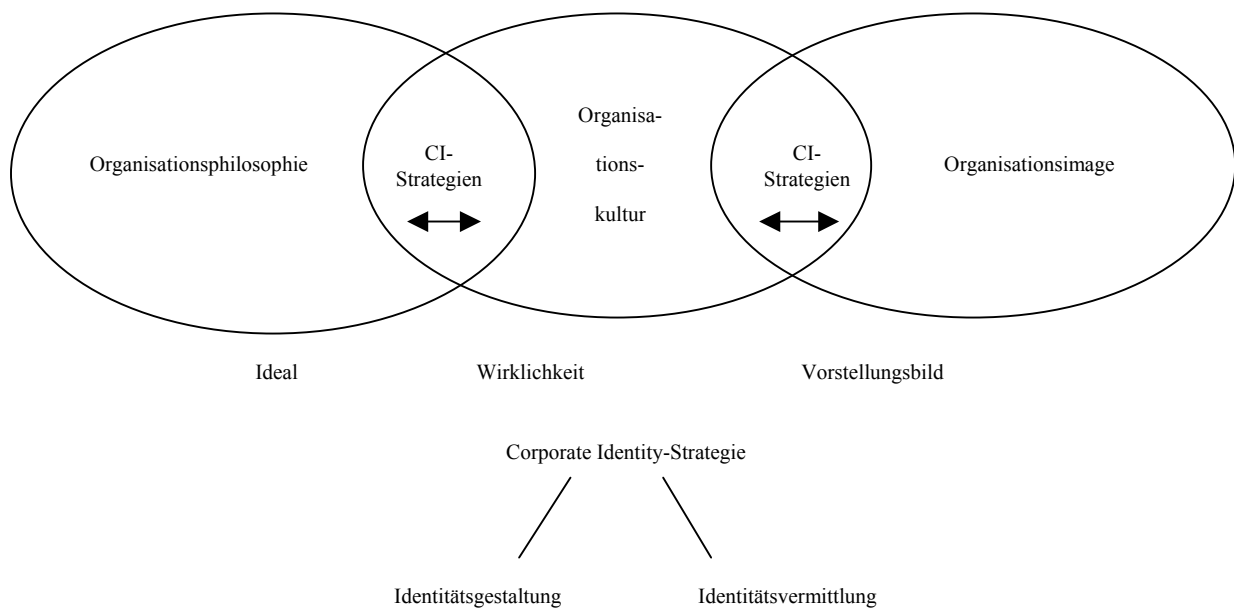 Organisationsphilosophie
CI-
Strategien
Organisa-
tions-
kultur
CI-
Strategien
Organisationsimage
Ideal
Wirklichkeit
Vorstellungsbild
Corporate Identity-Strategie
Identitätsgestaltung
Identitätsvermittlung